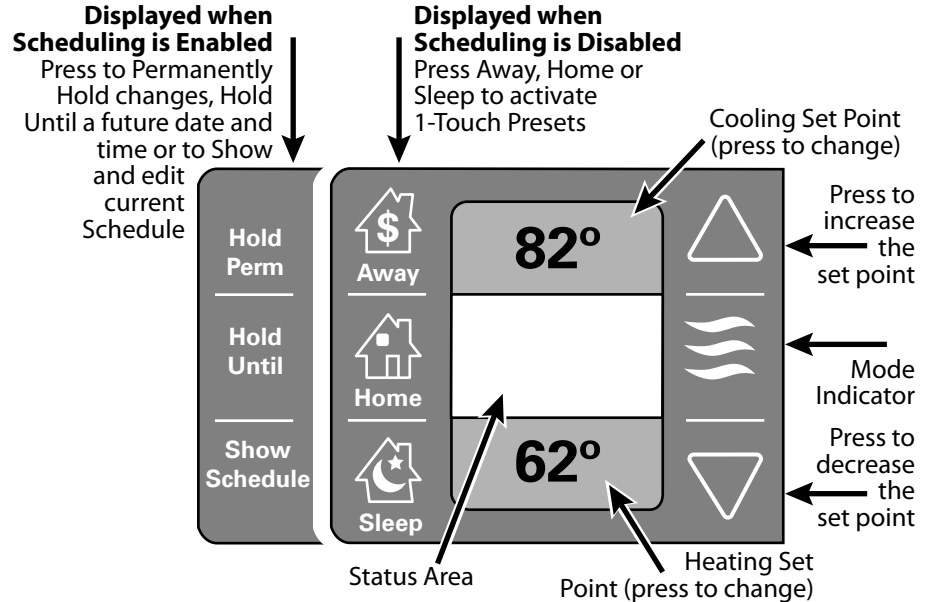 Displayed when
Scheduling is Enabled
Press to Permanently
Hold changes, Hold
Until a future date and
time or to Show
and edit
current
Schedule
Displayed when
Scheduling is Disabled
Press Away, Home or
Sleep to activate
1-Touch Presets
Cooling Set Point
(press to change)
Press to
increase
the
set point
Mode
Indicator
Press to
decrease
the
set point
Hold
Perm
Hold
Until
Show
Schedule
$
Away
Home
Sleep
82º
62º
Status Area
Heating Set
Point (press to change)